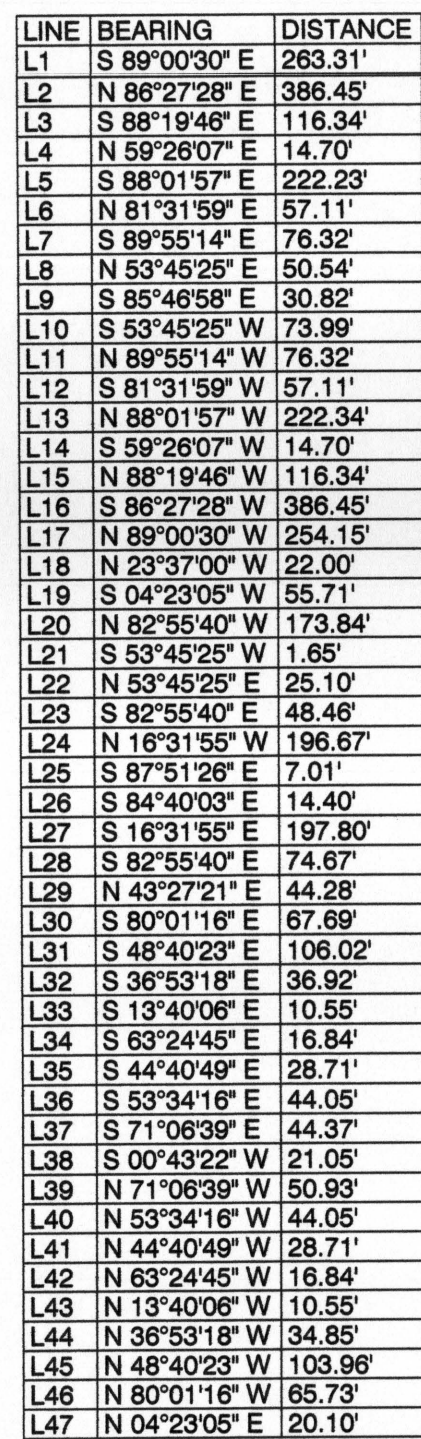 LINE BEARING DISTANCE
L1 S 89°00'30" E 263.31'
L2 N 86°27'28" E 386.45'
L3 S 88°19'46" E 116.34'
L4 N 59°26'07" E 14.70'
L5 S 88°01'57" E 222.23'
L6 N 81°31'59" E 57.11'
L7 S 89°55'14" E 76.32'
L8 N 53°45'25" E 50.54'
L9 S 85°46'58" E 30.82'
L10 S 53°45'25" W 73.99'
L11 N 89°55'14" W 76.32'
L12 S 81°31'59" W 57.11'
L13 N 88°01'57" W 222.34'
L14 S 59°26'07" W 14.70'
L15 N 88°19'46" W 116.34'
L16 S 86°27'28" W 386.45'
L17 N 89°00'30" W 254.15'
L18 N 23°37'00" W 22.00'
L19 S 04°23'05" W 55.71'
L20 N 82°55'40" W 173.84'
L21 S 53°45'25" W 1.65'
L22 N 53°45'25" E 25.10'
L23 S 82°55'40" E 48.46'
L24 N 16°31'55" W 196.67'
L25 S 87°51'26" E 7.01'
L26 S 84°40'03" E 14.40'
L27 S 16°31'55" E 197.80'
L28 S 82°55'40" E 74.67'
L29 N 43°27'21" E 44.28'
L30 S 80°01'16" E 67.69'
L31 S 48°40'23" E 106.02'
L32 S 36°53'18" E 36.92'
L33 S 13°40'06" E 10.55'
L34 S 63°24'45" E 16.84'
L35 S 44°40'49" E 28.71'
L36 S 53°34'16" E 44.05'
L37 S 71°06'39" E 44.37'
L38 S 00°43'22" W 21.05'
L39 N 71°06'39" W 50.93'
L40 N 53°34'16" W 44.05'
L41 N 44°40'49" W 28.71'
L42 N 63°24'45" W 16.84'
L43 N 13°40'06" W 10.55'
L44 N 36°53'18" W 34.85'
L45 N 48°40'23" W 103.96'
L46 N 80°01'16" W 65.73'
L47 N 04°23'05" E 20.10'